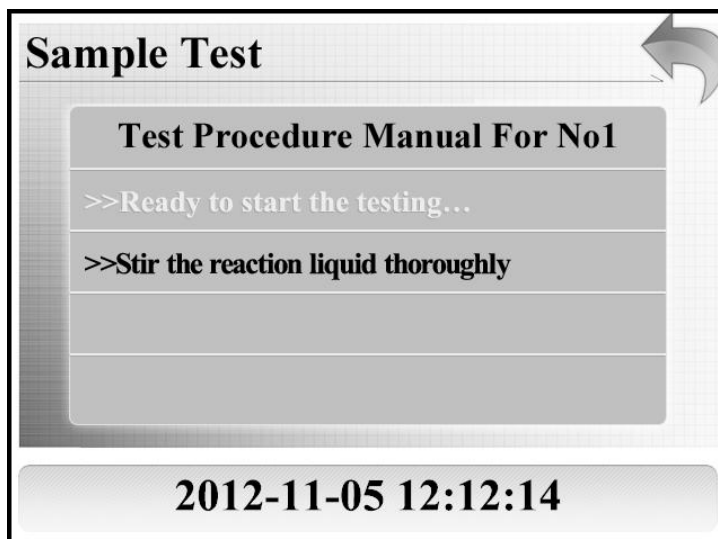 Sample Test
Test Procedure Manual For No1
>>Ready to start the testing...
>>Stir the reaction liquid thoroughly
2012-11-05 12:12:14